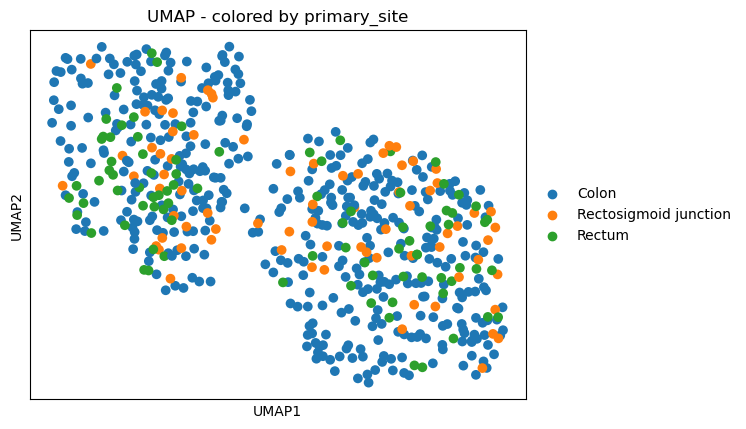 UMAP - colored by primary_site
UMAP2
Colon
Rectosigmoid junction
Rectum
UMAP1